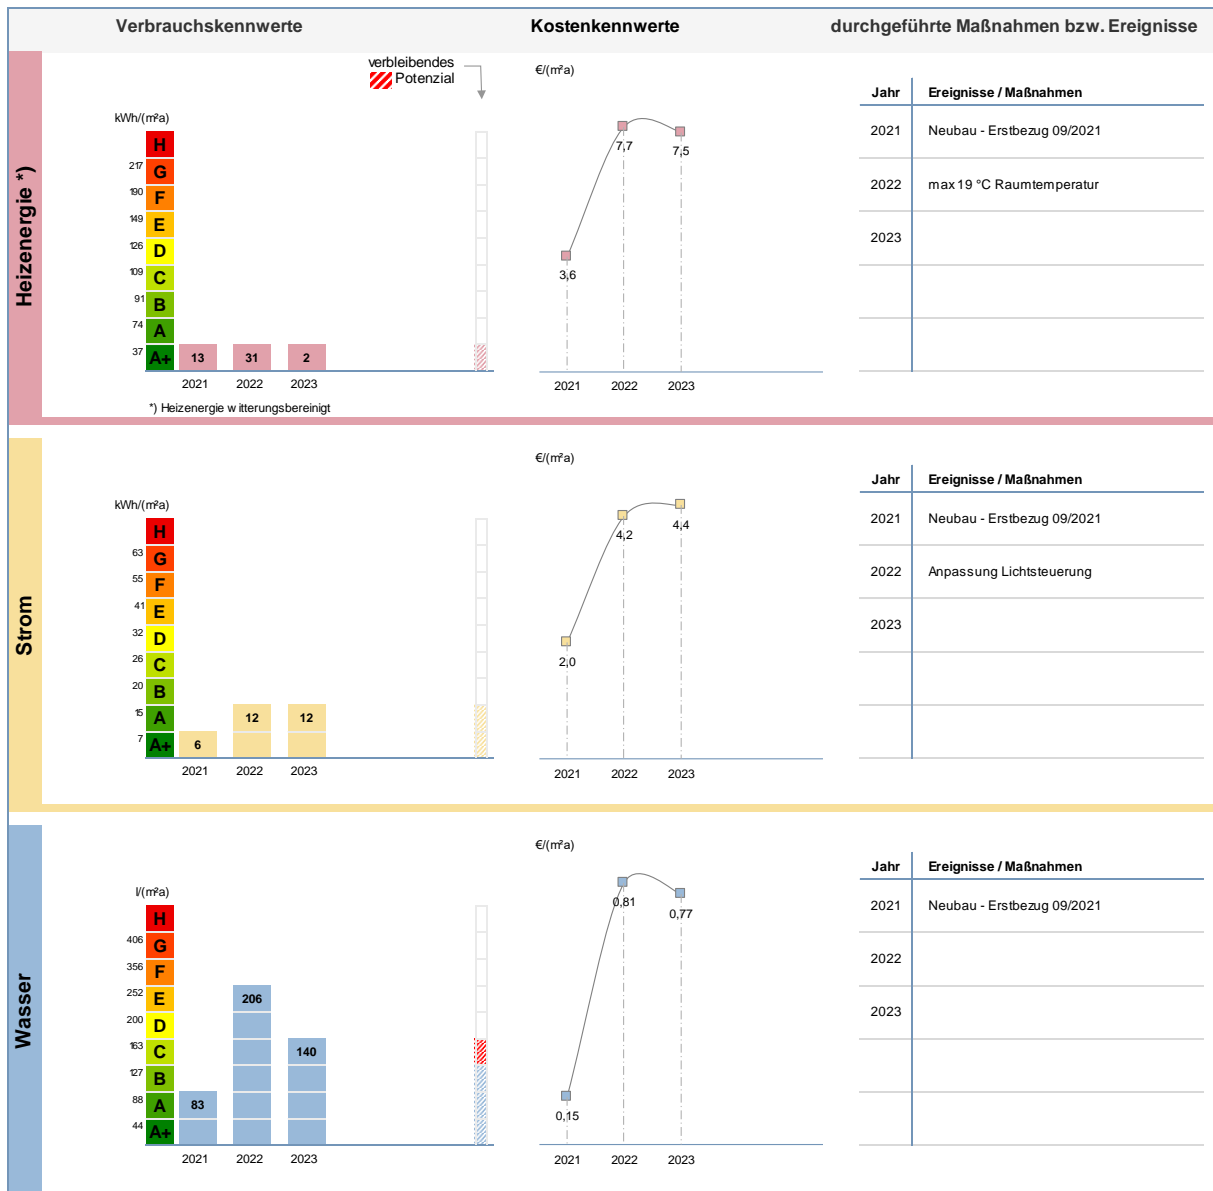 Verbrauchskennwerte
Kostenkennwerte
durchgeführte Maßnahmen bzw. Ereignisse
Heizenergie *)
verbleibendes
Potenzial
kWh/(m²a)
H
217
G
190
F
149
E
126
D
109
C
91
B
74
A
37
A+
13
31
2
2021
2022
2023
*) Heizenergie witterungsbereinigt
€/(m²a)
7,7
7,5
3,6
2021
2022
2023
Jahr Ereignisse / Maßnahmen
2021 Neubau - Erstbezug 09/2021
2022 max 19 °C Raumtemperatur
2023
Strom
kWh/(m²a)
H
63
G
55
F
41
E
32
D
26
C
20
B
15
A
7
A+
6
12
12
2021
2022
2023
€/(m²a)
4,2
4,4
2,0
2021
2022
2023
Jahr Ereignisse / Maßnahmen
2021 Neubau - Erstbezug 09/2021
2022 Anpassung Lichtsteuerung
2023
Wasser
l/(m²a)
H
406
G
356
F
252
E
200
D
163
C
127
B
88
A
44
A+
83
206
140
2021
2022
2023
€/(m²a)
0,81
0,77
0,15
2021
2022
2023
Jahr Ereignisse / Maßnahmen
2021 Neubau - Erstbezug 09/2021
2022
2023